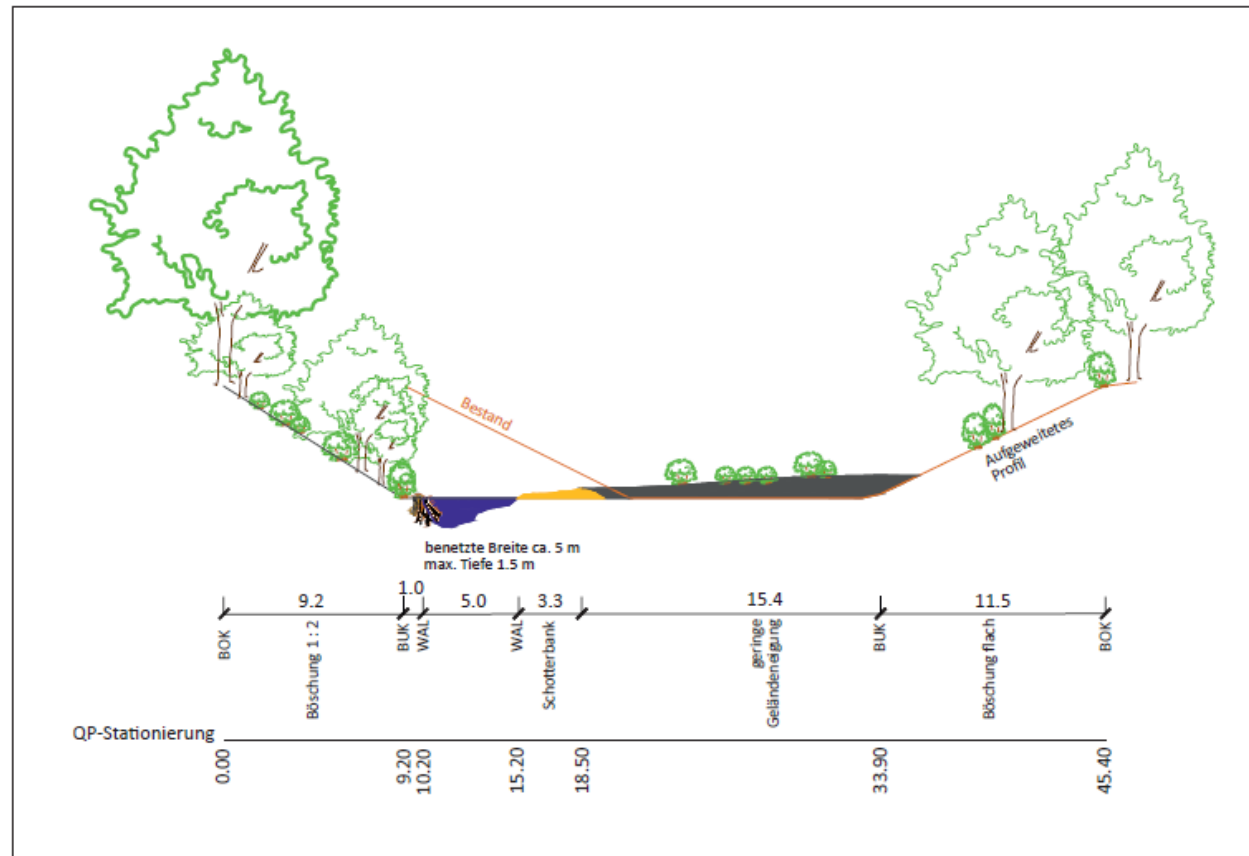 Bestand
Aufgeweitetes
Profil
benetzte Breite ca. 5 m
max. Tiefe 1.5 m
9.2
1.0
5.0
3.3
15.4
11.5
BOK
Böschung 1 : 2
BUK
WAL
WAL
Schotterbank
geringe
Geländeneigung
BUK
Böschung flach
BOK
QP-Stationierung
0.00
9.20
10.20
15.20
18.50
33.90
45.40